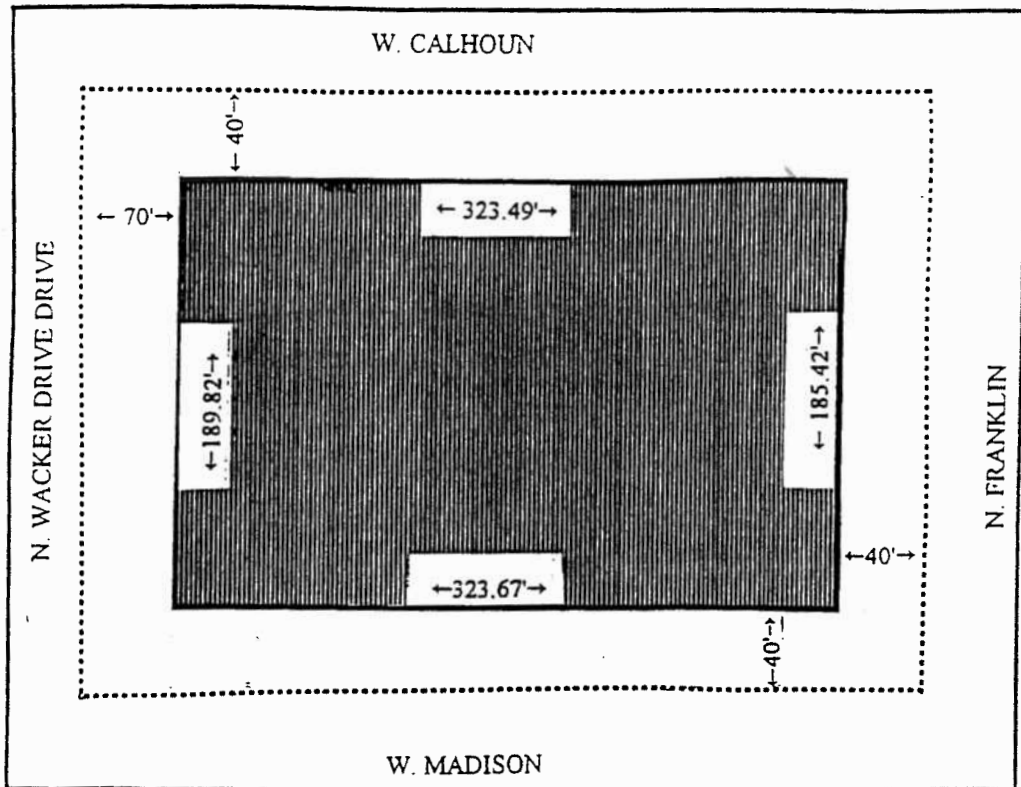 W. CALHOUN
← 40'→
← 70'→
← 323.49'→
N. WACKER DRIVE DRIVE
←189.82'→
← 185.42'→
N. FRANKLIN
←40'→
←323.67'→
←40'→
W. MADISON